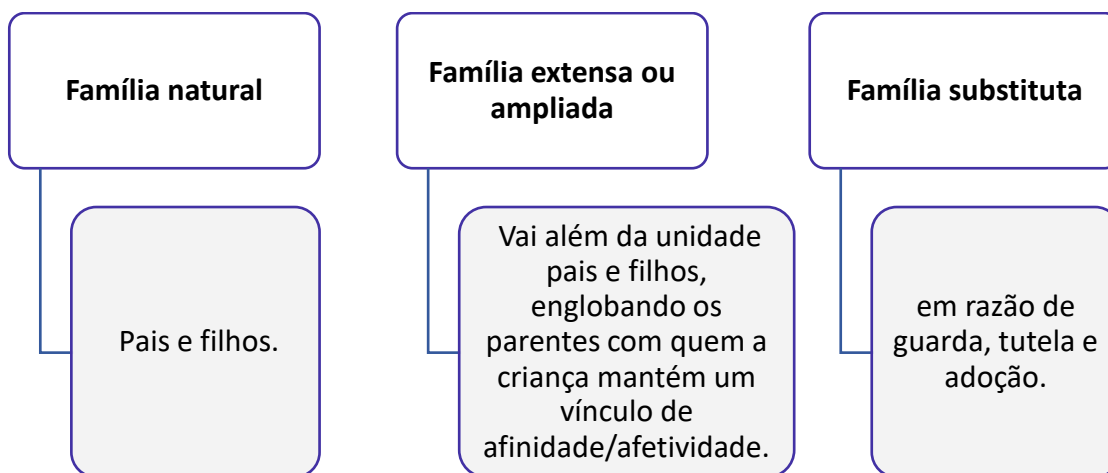 Família natural
Pais e filhos.
Família extensa ou
ampliada
Vai além da unidade
pais e filhos,
englobando os
parentes com quem a
criança mantém um
vínculo de
afinidade/afetividade.
Família substituta
em razão de
guarda, tutela e
adoção.